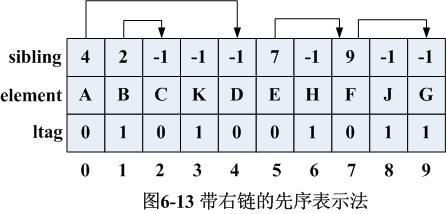 sibling 4 2 -1 -1 -1 7 -1 9 -1 -1
element A B C K D E H F J G
ltag 0 1 0 1 0 0 1 0 1 1
0 1 2 3 4 5 6 7 8 9
图6-13 带右链的先序表示法